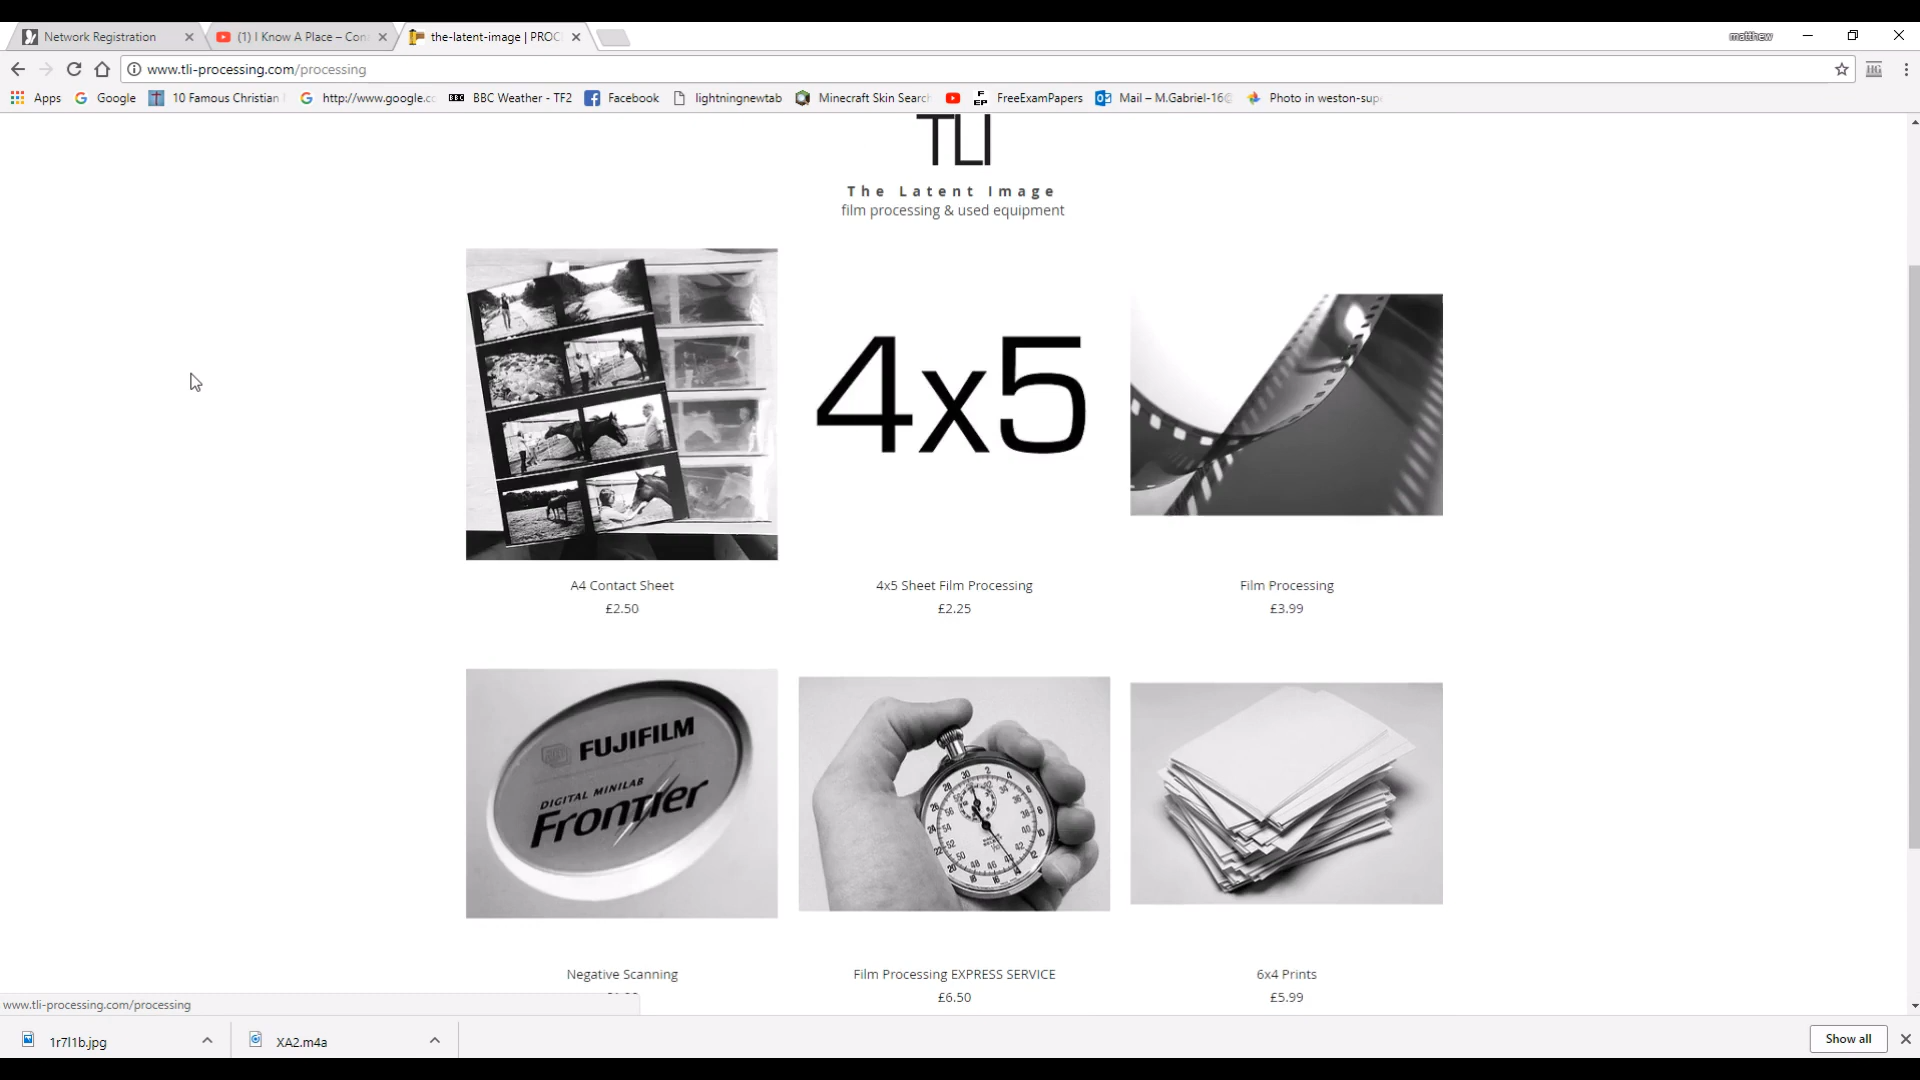 Network Registration
(1) I Know A Place – Con
the-latent-image | PROC
matthew
www.tli-processing.com/processing
Apps
Google
10 Famous Christian
http://www.google.c
BBC Weather - TF2
Facebook
lightningnewtab
Minecraft Skin Search
FreeExamPapers
Mail – M.Gabriel-16@
Photo in weston-sup
TLI
The Latent Image
film processing & used equipment
4x5
A4 Contact Sheet
£2.50
4x5 Sheet Film Processing
£2.25
Film Processing
£3.99
FUJIFILM
DIGITAL MINILAB
Frontier
Negative Scanning
Film Processing EXPRESS SERVICE
£6.50
6x4 Prints
£5.99
www.tli-processing.com/processing
1r7l1b.jpg
XA2.m4a
Show all